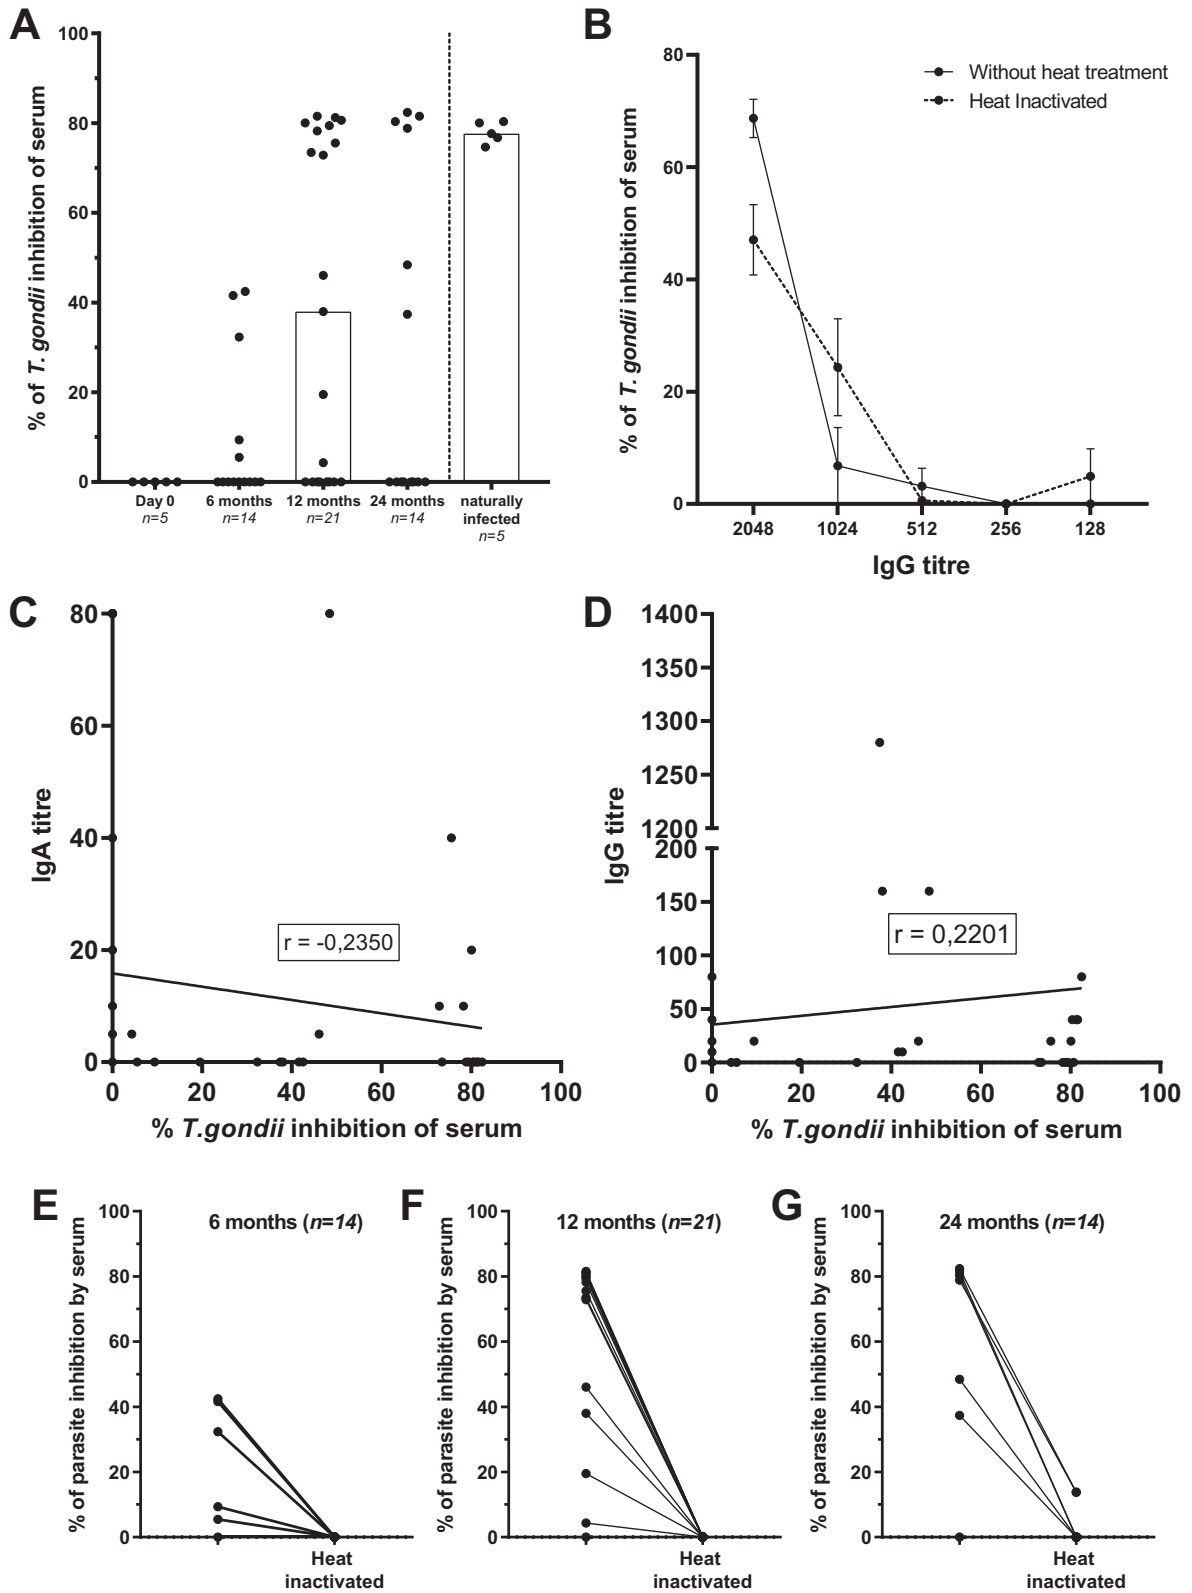 A
% of T. gondii inhibition of serum
100
80
60
40
20
0
Day 0
n=5
6 months
n=14
12 months
n=21
24 months
n=14
naturally
infected
n=5
B
% of T. gondii inhibition of serum
80
60
40
20
0
Without heat treatment
Heat Inactivated
2048 1024 512 256 128
IgG titre
C
IgA titre
80
60
40
20
0
r = -0,2350
0 20 40 60 80 100
% T.gondii inhibition of serum
D
IgG titre
1400
1350
1300
1250
1200
200
150
100
50
0
r = 0,2201
0 20 40 60 80 100
% T.gondii inhibition of serum
E
% of parasite inhibition by serum
6 months (n=14)
100
80
60
40
20
0
Heat
inactivated
F
% of parasite inhibition by serum
12 months (n=21)
100
80
60
40
20
0
Heat
inactivated
G
% of parasite inhibition by serum
24 months (n=14)
100
80
60
40
20
0
Heat
inactivated